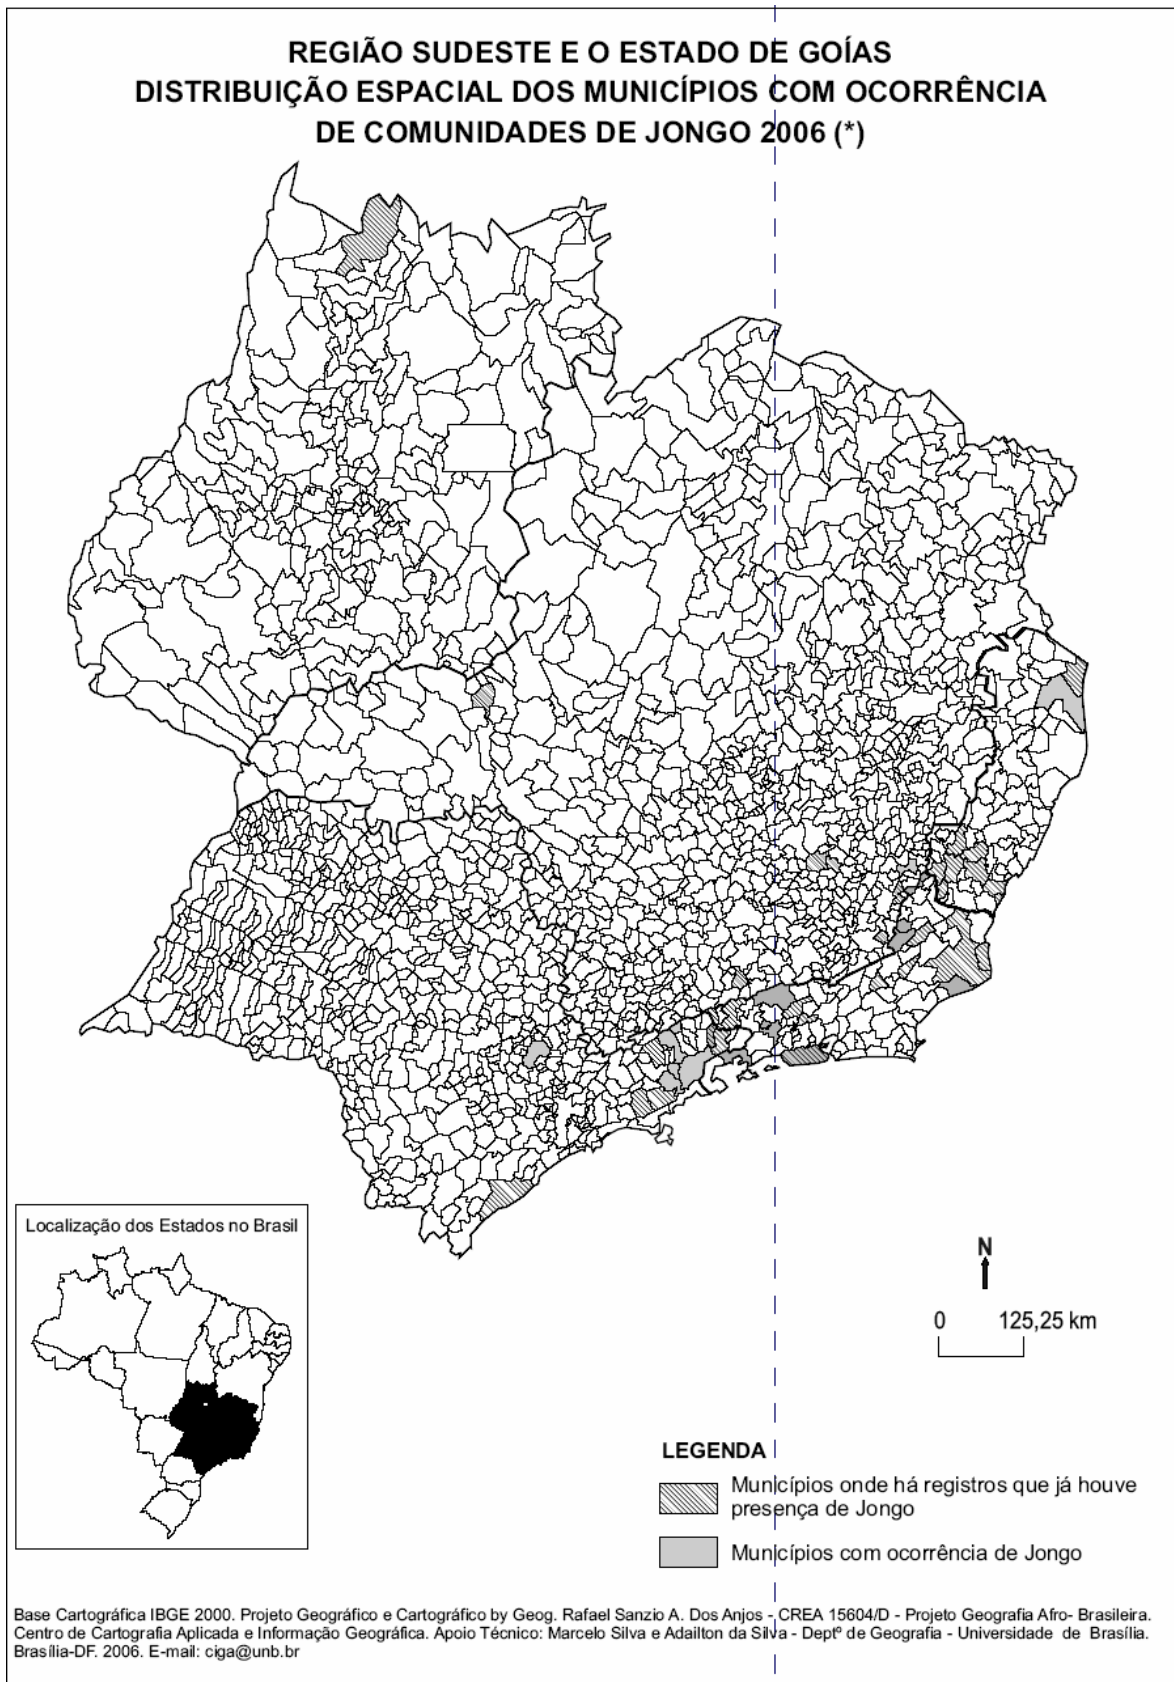 REGIÃO SUDESTE E O ESTADO DE GOÍAS
DISTRIBUIÇÃO ESPACIAL DOS MUNICÍPIOS COM OCORRÊNCIA
DE COMUNIDADES DE JONGO 2006 (*)
Localização dos Estados no Brasil
N
0 125,25 km
LEGENDA
Municípios onde há registros que já houve
presença de Jongo
Municípios com ocorrência de Jongo
Base Cartográfica IBGE 2000. Projeto Geográfico e Cartográfico by Geog. Rafael Sanzio A. Dos Anjos - CREA 15604/D - Projeto Geografia Afro- Brasileira.
Centro de Cartografia Aplicada e Informação Geográfica. Apoio Técnico: Marcelo Silva e Adailton da Silva - Deptº de Geografia - Universidade de Brasília.
Brasília-DF. 2006. E-mail: ciga@unb.br